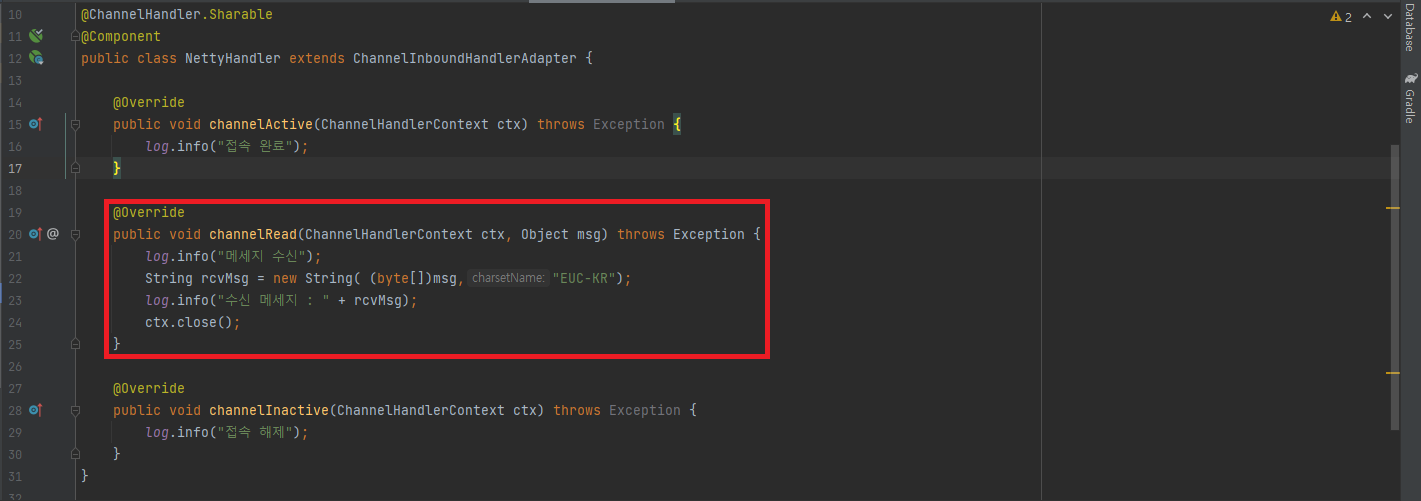 10 @ChannelHandler.Sharable
11 @Component
12 public class NettyHandler extends ChannelInboundHandlerAdapter {
13
14 @Override
15 public void channelActive(ChannelHandlerContext ctx) throws Exception {
16 log.info("접속 완료");
17 }
18
19 @Override
20 @ public void channelRead(ChannelHandlerContext ctx, Object msg) throws Exception {
21 log.info("메세지 수신");
22 String rcvMsg = new String( (byte[])msg, charsetName: "EUC-KR");
23 log.info("수신 메세지 : " + rcvMsg);
24 ctx.close();
25 }
26
27 @Override
28 public void channelInactive(ChannelHandlerContext ctx) throws Exception {
29 log.info("접속 해제");
30 }
31 }
32
2
Database
Gradle